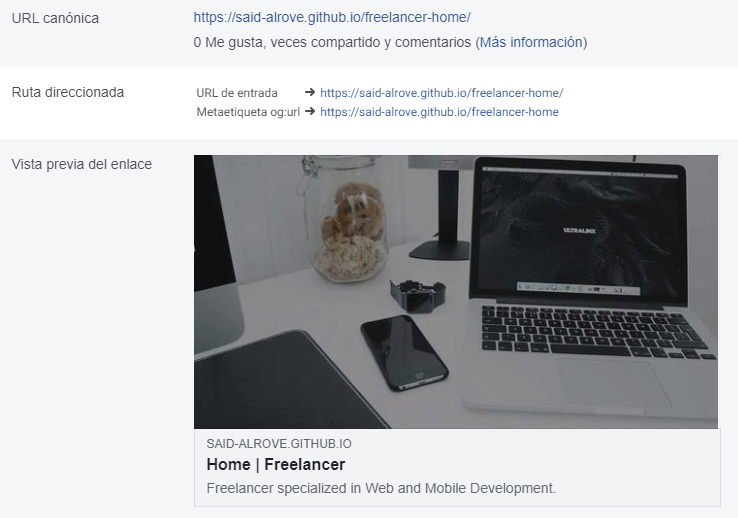 URL canónica
https://said-alrove.github.io/freelancer-home/
0 Me gusta, veces compartido y comentarios (Más información)
Ruta direccionada
URL de entrada → https://said-alrove.github.io/freelancer-home/
Metaetiqueta og:url → https://said-alrove.github.io/freelancer-home
Vista previa del enlace
ULTRALINX
SAID-ALROVE.GITHUB.IO
Home | Freelancer
Freelancer specialized in Web and Mobile Development.